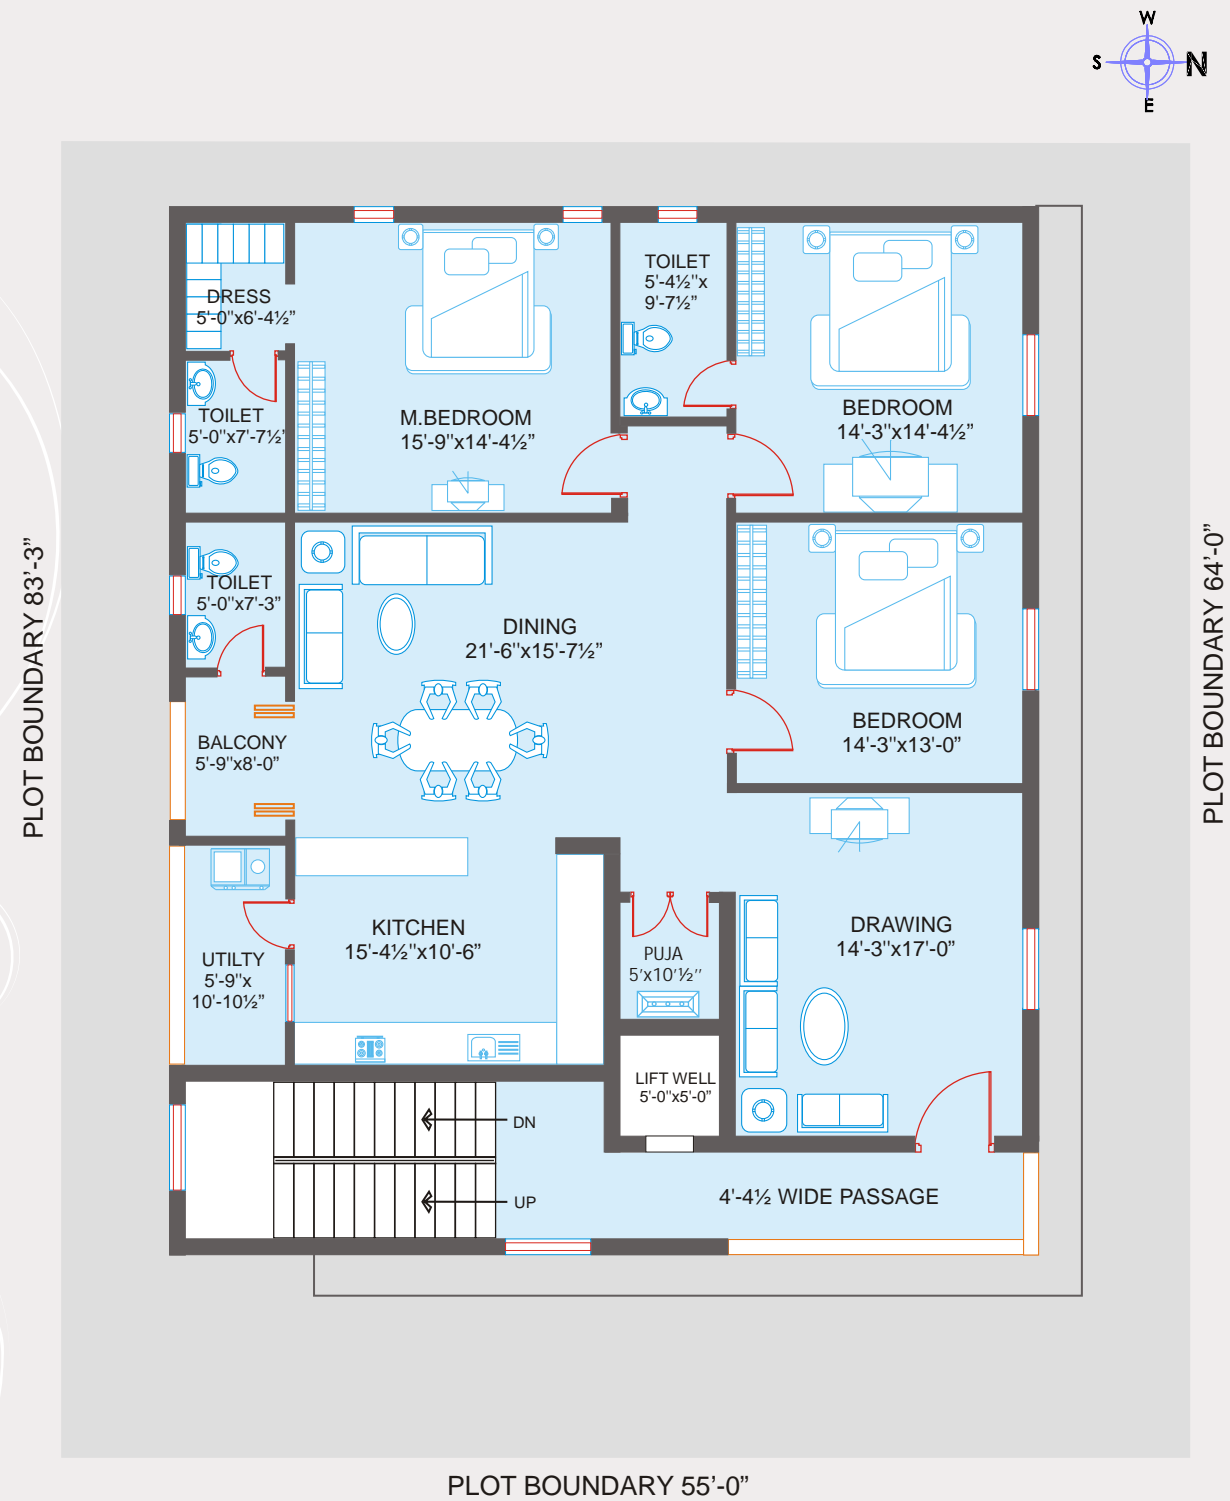 W
S
N
E
DRESS
5'-0"x6'-4½"
TOILET
5'-4½"x
9'-7½"
TOILET
5'-0"x7'-7½'
M.BEDROOM
15'-9"x14'-4½"
BEDROOM
14'-3"x14'-4½"
TOILET
5'-0"x7'-3"
DINING
21'-6"x15'-7½"
PLOT BOUNDARY 83'-3"
PLOT BOUNDARY 64'-0"
BALCONY
5'-9"x8'-0"
BEDROOM
14'-3"x13'-0"
KITCHEN
15'-4½"x10'-6"
DRAWING
14'-3"x17'-0"
UTILTY
5'-9"x
10'-10½"
PUJA
5'x10'½"
LIFT WELL
5'-0"x5'-0"
DN
UP
4'-4½ WIDE PASSAGE
PLOT BOUNDARY 55'-0"